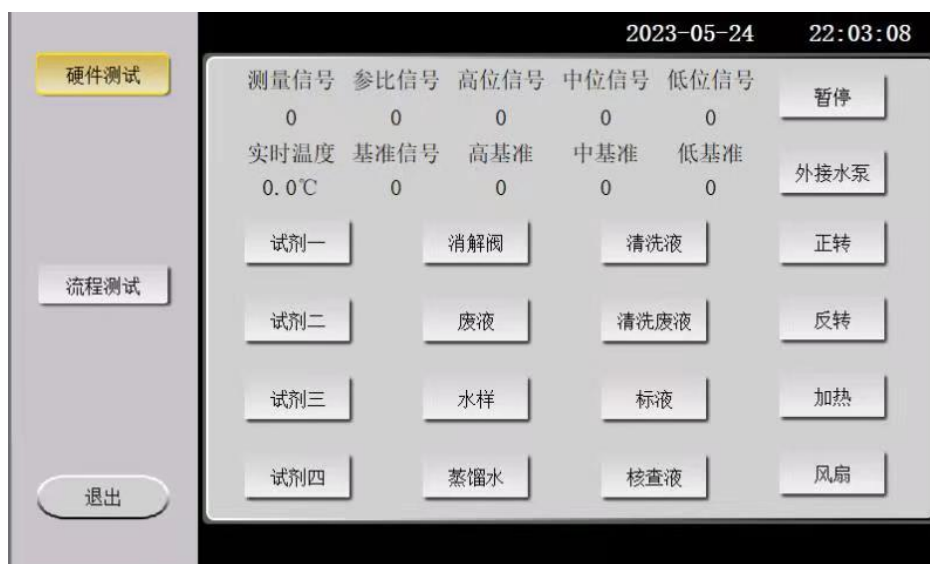 2023-05-24 22:03:08
硬件测试
测量信号 参比信号 高位信号 中位信号 低位信号
0 0 0 0 0
暂停
实时温度 基准信号 高基准 中基准 低基准
0.0℃ 0 0 0 0
外接水泵
试剂一 消解阀 清洗液 正转
流程测试
试剂二 废液 清洗废液 反转
试剂三 水样 标液 加热
试剂四 蒸馏水 核查液 风扇
退出